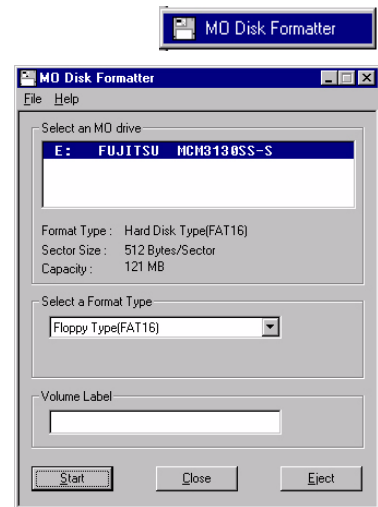 MO Disk Formatter
MO Disk Formatter
File Help
Select an MO drive
E: FUJITSU MCM3130SS-S
Format Type : Hard Disk Type(FAT16)
Sector Size : 512 Bytes/Sector
Capacity : 121 MB
Select a Format Type
Floppy Type(FAT16)
Volume Label
Start Close Eject